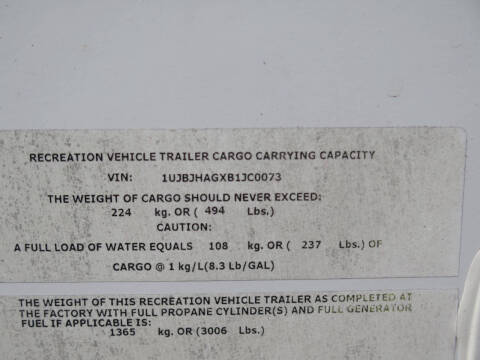 RECREATION VEHICLE TRAILER CARGO CARRYING CAPACITY
VIN: 1UJBJHAGXB1JC0073
THE WEIGHT OF CARGO SHOULD NEVER EXCEED:
224 kg. OR ( 494 Lbs.)
CAUTION:
A FULL LOAD OF WATER EQUALS 108 kg. OR ( 237 Lbs.) OF
CARGO @ 1 kg/L(8.3 Lb/GAL)
THE WEIGHT OF THIS RECREATION VEHICLE TRAILER AS COMPLETED AT
THE FACTORY WITH FULL PROPANE CYLINDER(S) AND FULL GENERATOR
FUEL IF APPLICABLE IS:
1365 kg. OR (3006 Lbs.)